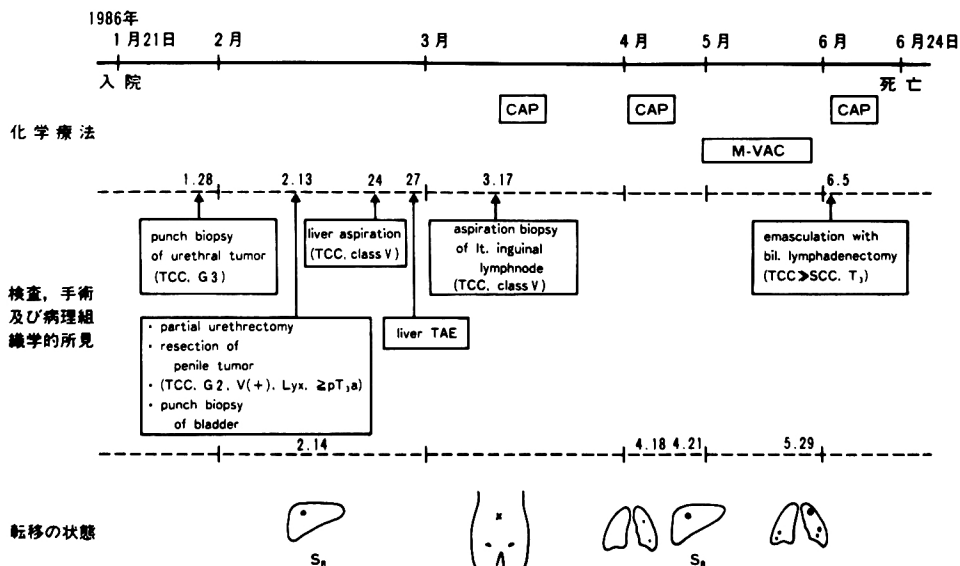 1986年
1月21日 2月 3月 4月 5月 6月 6月24日
入院 死亡
化学療法
CAP CAP CAP
M-VAC
1.28 2.13 24 27 3.17 6.5
punch biopsy
of urethral tumor
(TCC. G3)
liver aspiration
(TCC, class V)
aspiration biopsy
of lt. inguinal
lymphnode
(TCC, class V)
emasculation with
bil. lymphadenectomy
(TCC≫SCC. T₃)
検査，手術
及び病理組
織学的所見
・ partial urethrectomy
・ resection of
penile tumor
・ (TCC. G2. V(+). Lyx. ≧pT₃a)
・ punch biopsy
of bladder
liver TAE
2.14 4.18 4.21 5.29
転移の状態
S₈ S₈